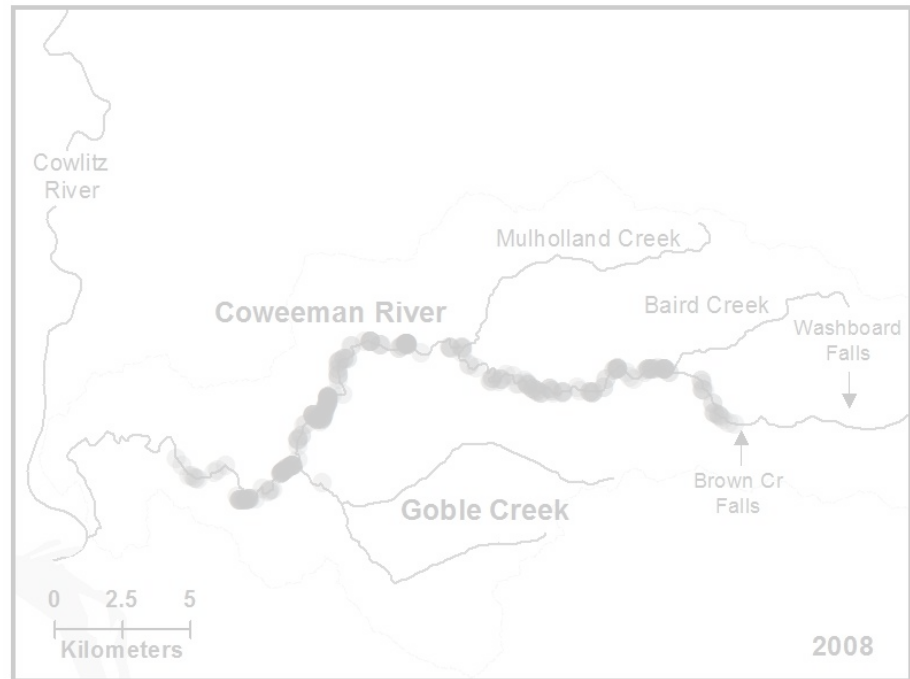 Cowlitz
River
Mulholland Creek
Coweeman River
Baird Creek
Washboard
Falls
Brown Cr
Falls
Goble Creek
0 2.5 5
Kilometers
2008